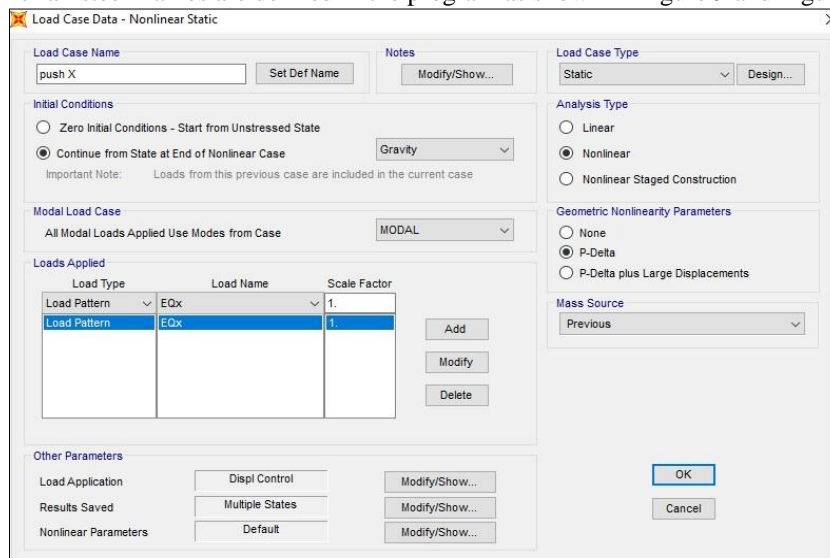 Load Case Data - Nonlinear Static
Load Case Name
push X
Set Def Name
Notes
Modify/Show...
Load Case Type
Static
Design...
Initial Conditions
Zero Initial Conditions - Start from Unstressed State
Continue from State at End of Nonlinear Case
Gravity
Important Note: Loads from this previous case are included in the current case
Analysis Type
Linear
Nonlinear
Nonlinear Staged Construction
Modal Load Case
All Modal Loads Applied Use Modes from Case
MODAL
Geometric Nonlinearity Parameters
None
P-Delta
P-Delta plus Large Displacements
Loads Applied
Load Type Load Name Scale Factor
Load Pattern EQx 1.
Load Pattern EQx 1.
Add
Modify
Delete
Mass Source
Previous
Other Parameters
Load Application Displ Control Modify/Show...
Results Saved Multiple States Modify/Show...
Nonlinear Parameters Default Modify/Show...
OK
Cancel